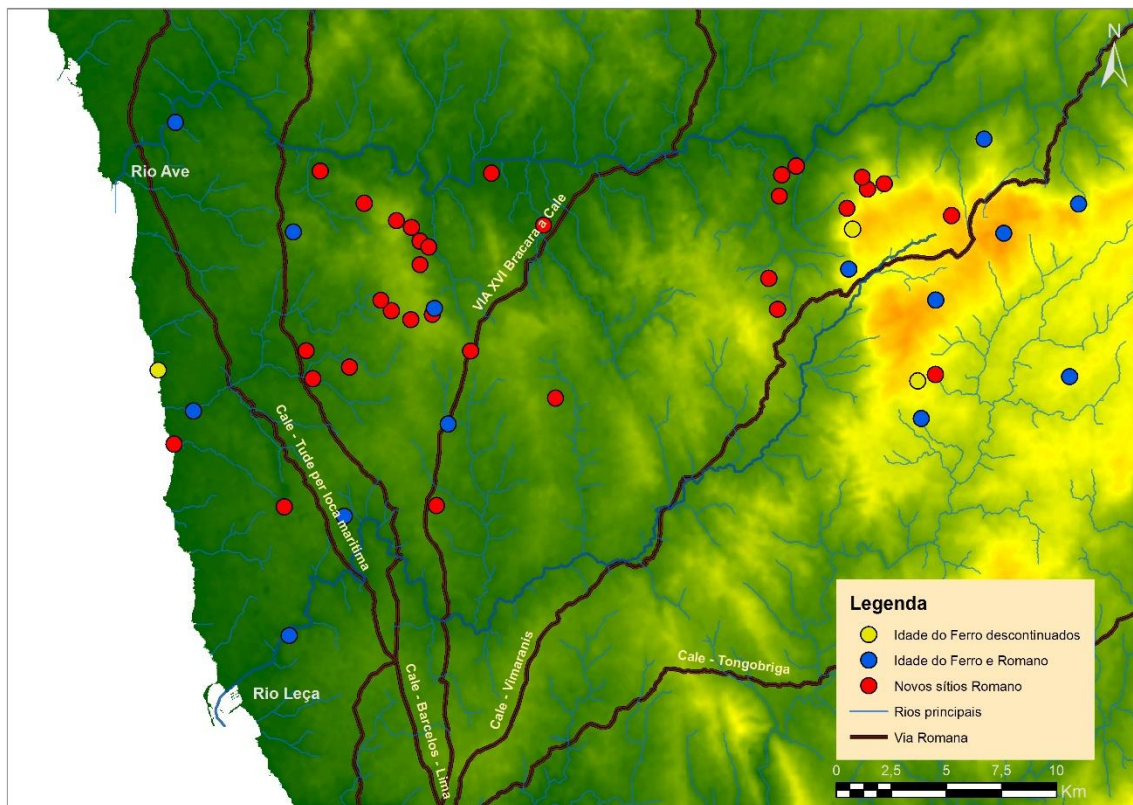 N
Rio Ave
VIA XVI Bracara a Cale
Cale - Tude per loca maritima
Cale - Vimaranis
Cale - Tongobriga
Cale - Barcelos - Lima
Rio Leça
Legenda
Idade do Ferro descontinuados
Idade do Ferro e Romano
Novos sítios Romano
Rios principais
Via Romana
0 2,5 5 7,5 10
Km